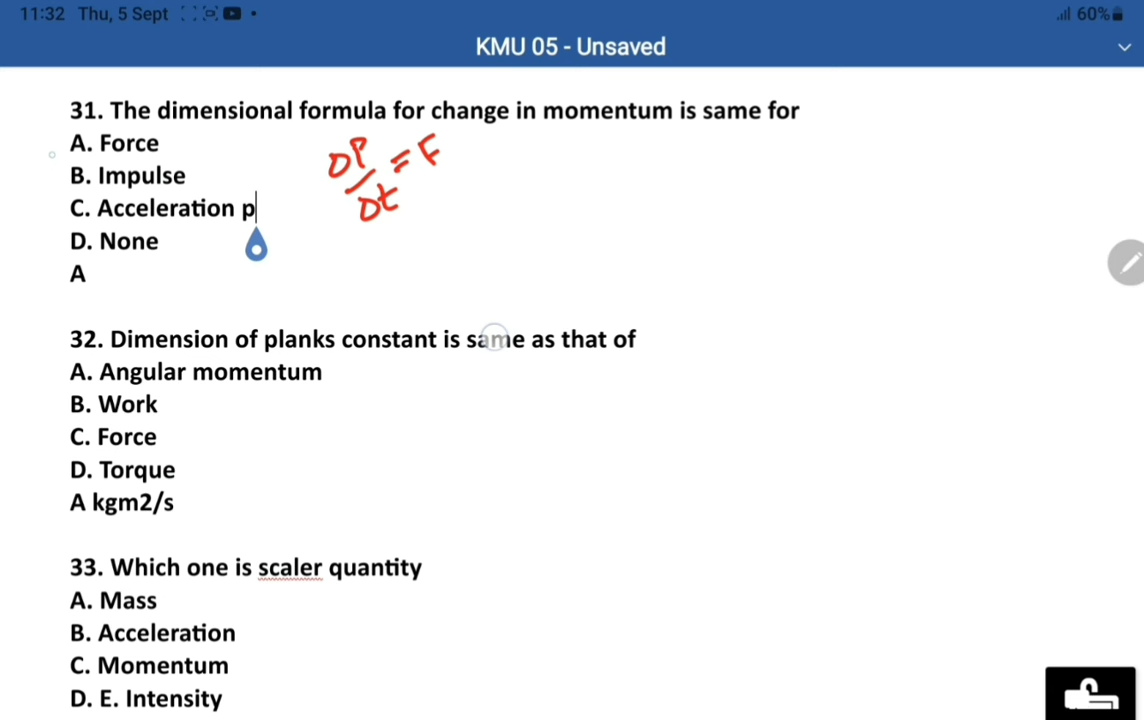 11:32 Thu, 5 Sept 60%
KMU 05 - Unsaved
31. The dimensional formula for change in momentum is same for
A. Force
B. Impulse
C. Acceleration p
D. None
A
ΔP/Δt = F
32. Dimension of planks constant is same as that of
A. Angular momentum
B. Work
C. Force
D. Torque
A kgm2/s
33. Which one is scaler quantity
A. Mass
B. Acceleration
C. Momentum
D. E. Intensity